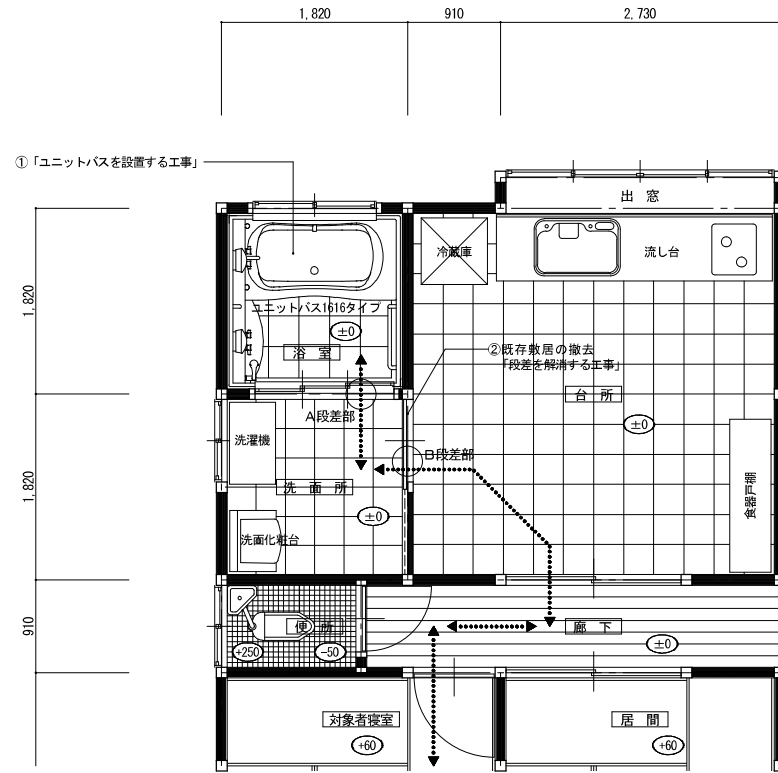 1,820
910
2,730
①「ユニットバスを設置する工事」
出 窓
冷蔵庫
流し台
1,820
ユニットバス1616タイプ
±0
浴 室
②既存敷居の撤去
「段差を解消する工事」
台 所
A段差部
±0
洗濯機
B段差部
1,820
洗 面 所
食器戸棚
±0
洗面化粧台
910
便 所
廊 下
+250
-50
±0
対象者寝室
居 間
+60
+60